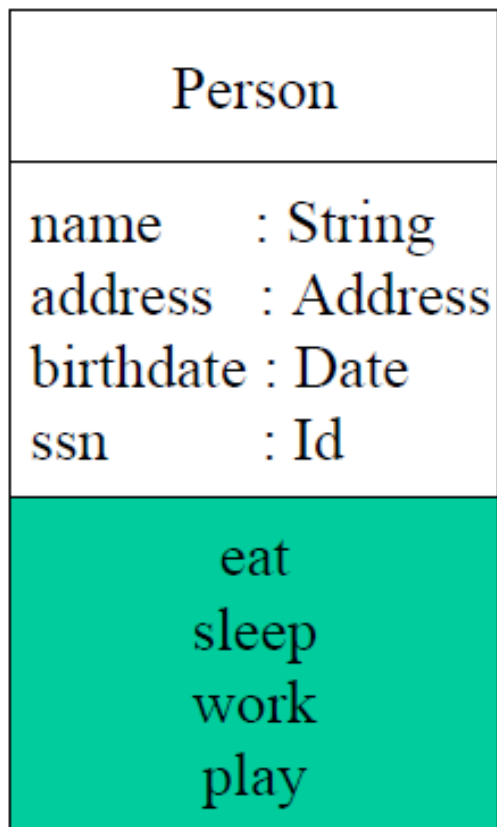 Person
name : String
address : Address
birthdate : Date
ssn : Id
eat
sleep
work
play